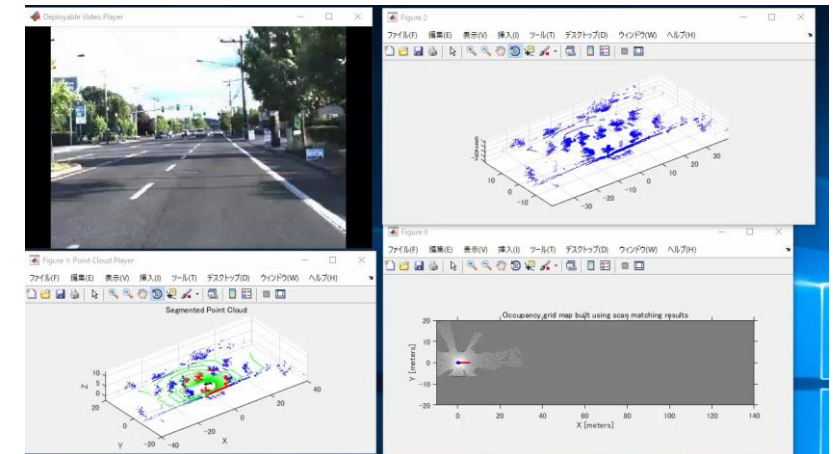 Deployable Video Player
Figure 2
ファイル(F) 編集(E) 表示(V) 挿入(I) ツール(T) デスクトップ(D) ウィンドウ(W) ヘルプ(H)
10
0
-10
-30
-20
-10
0
10
20
30
Figure 1: Point Cloud Player
ファイル(F) 編集(E) 表示(V) 挿入(I) ツール(T) デスクトップ(D) ウィンドウ(W) ヘルプ(H)
Segmented Point Cloud
Z
10
5
0
20
0
-20
Y
-40
-20
0
20
40
X
Figure 3
ファイル(F) 編集(E) 表示(V) 挿入(I) ツール(T) デスクトップ(D) ウィンドウ(W) ヘルプ(H)
Occupancy grid map built using scan matching results
Y [meters]
20
10
0
-10
-20
0 20 40 60 80 100 120 140
X [meters]